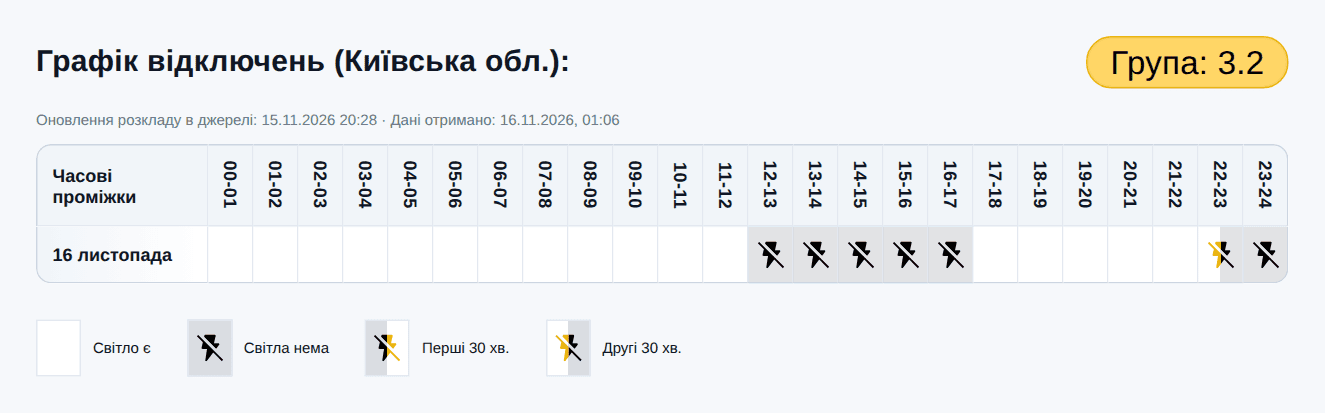 Графік відключень (Київська обл.):
Група: 3.2
Оновлення розкладу в джерелі: 15.11.2026 20:28 · Дані отримано: 16.11.2026, 01:06
Часові
проміжки
00-01
01-02
02-03
03-04
04-05
05-06
06-07
07-08
08-09
09-10
10-11
11-12
12-13
13-14
14-15
15-16
16-17
17-18
18-19
19-20
20-21
21-22
22-23
23-24
16 листопада
Світло є
Світла нема
Перші 30 хв.
Другі 30 хв.